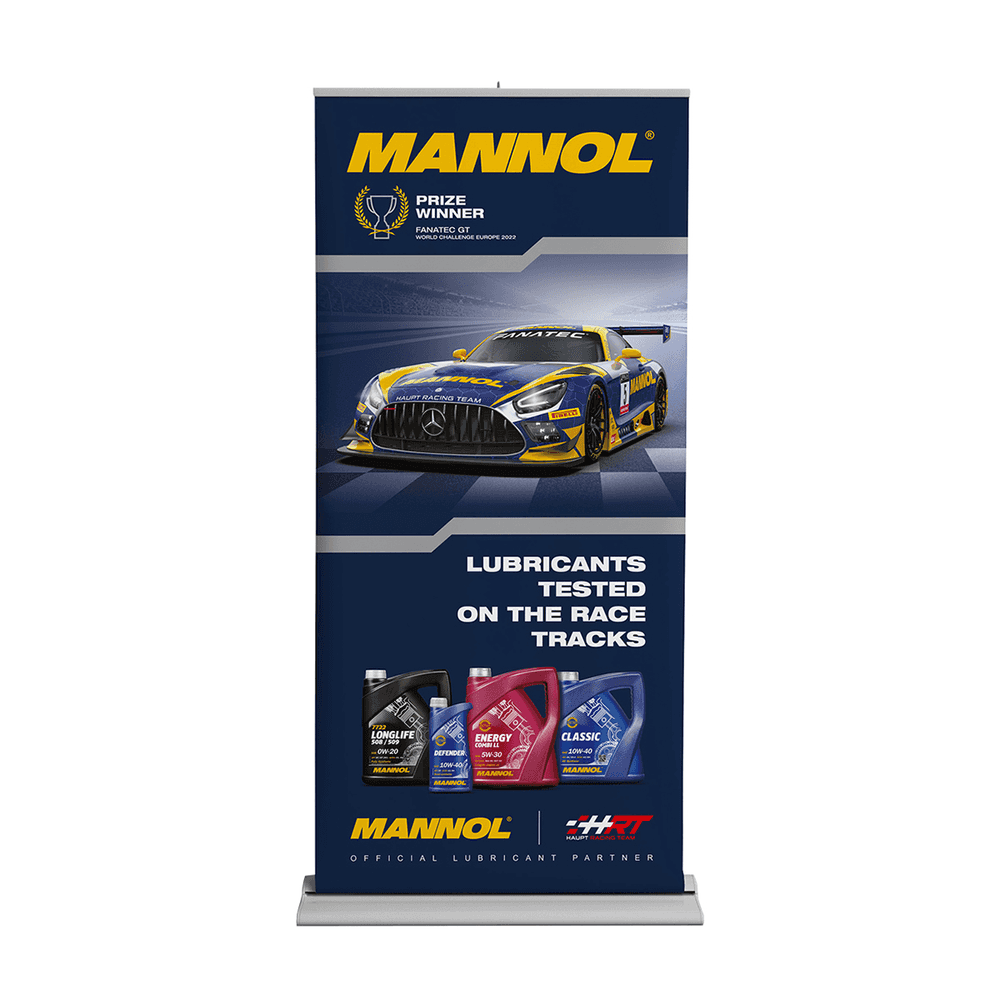 MANNOL®
PRIZE
WINNER
FANATEC GT
WORLD CHALLENGE EUROPE 2022
FANATEC
MANNOL
HAUPT RACING TEAM
MANNOL
5
PIRELLI
LUBRICANTS
TESTED
ON THE RACE
TRACKS
7722
LONGLIFE
508 / 509
0W-20
MANNOL
DEFENDER
10W-40
MANNOL
ENERGY
COMBI LL
5W-30
MANNOL
CLASSIC
10W-40
MANNOL
MANNOL®
HRT
HAUPT RACING TEAM
OFFICIAL LUBRICANT PARTNER